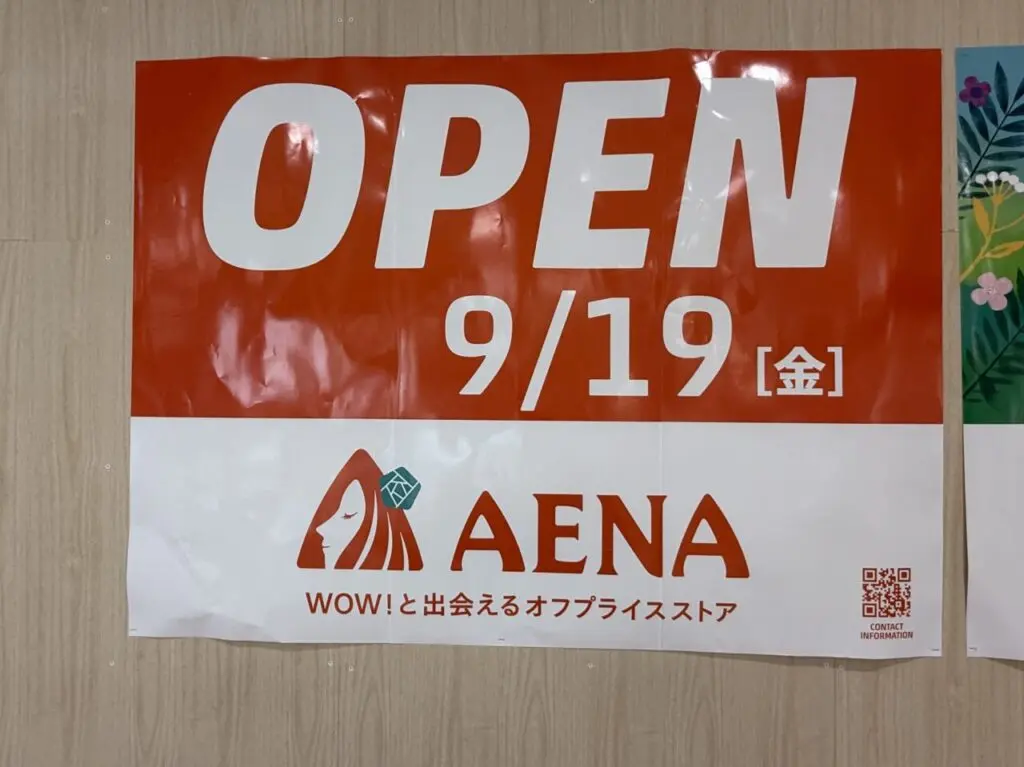 OPEN
9/19 [金]
AENA
WOW!と出会えるオフプライスストア
CONTACT
INFORMATION